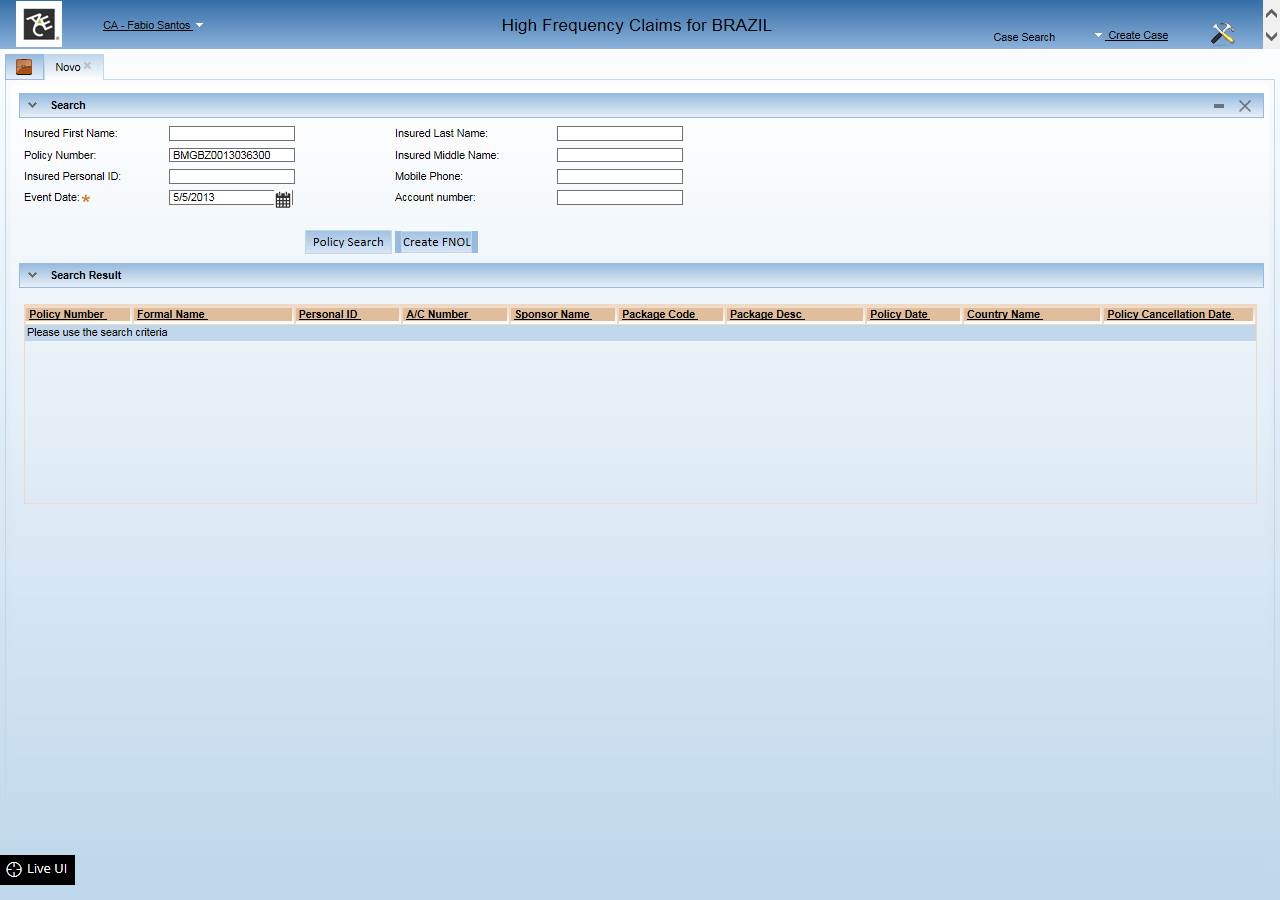 ACE
CA - Fabio Santos
High Frequency Claims for BRAZIL
Case Search
Create Case
Novo
Search
Insured First Name:
Insured Last Name:
Policy Number: BMGBZ0013036300
Insured Middle Name:
Insured Personal ID:
Mobile Phone:
Event Date: * 5/5/2013
Account number:
Policy Search Create FNOL
Search Result
Policy Number Formal Name Personal ID A/C Number Sponsor Name Package Code Package Desc Policy Date Country Name Policy Cancellation Date
Please use the search criteria
Live UI